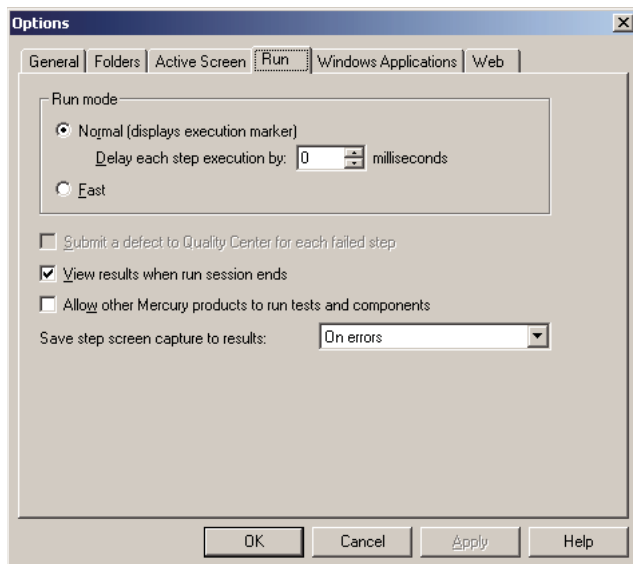 Options
General Folders Active Screen Run Windows Applications Web
Run mode
Normal (displays execution marker)
Delay each step execution by: 0 milliseconds
Fast
Submit a defect to Quality Center for each failed step
View results when run session ends
Allow other Mercury products to run tests and components
Save step screen capture to results: On errors
OK Cancel Apply Help